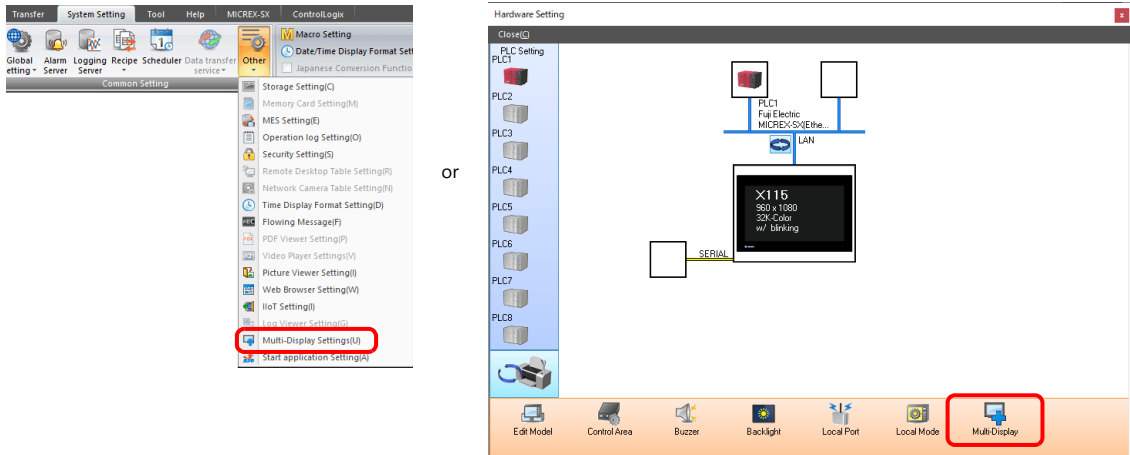 Transfer System Setting Tool Help MICREX-SX ControlLogix
Global
etting
Alarm
Server
Logging
Server
Recipe
Scheduler
Data transfer
service
Other
Macro Setting
Date/Time Display Format Sett
Japanese Conversion Functio
Common Setting
Storage Setting(C)
Memory Card Setting(M)
MES Setting(E)
Operation log Setting(O)
Security Setting(S)
Remote Desktop Table Setting(R)
Network Camera Table Setting(N)
Time Display Format Setting(D)
Flowing Message(F)
PDF Viewer Setting(P)
Video Player Settings(V)
Picture Viewer Setting(I)
Web Browser Setting(W)
IIoT Setting(I)
Log Viewer Setting(G)
Multi-Display Settings(U)
Start application Setting(A)
or
Hardware Setting
x
Close(C)
PLC Setting
PLC1
PLC2
PLC3
PLC4
PLC5
PLC6
PLC7
PLC8
PLC1
Fuji Electric
MICREX-SX(Ethe...
LAN
X115
960 x 1080
32K-Color
w/ blinking
SERIAL
Edit Model
Control Area
Buzzer
Backlight
Local Port
Local Mode
Multi-Display